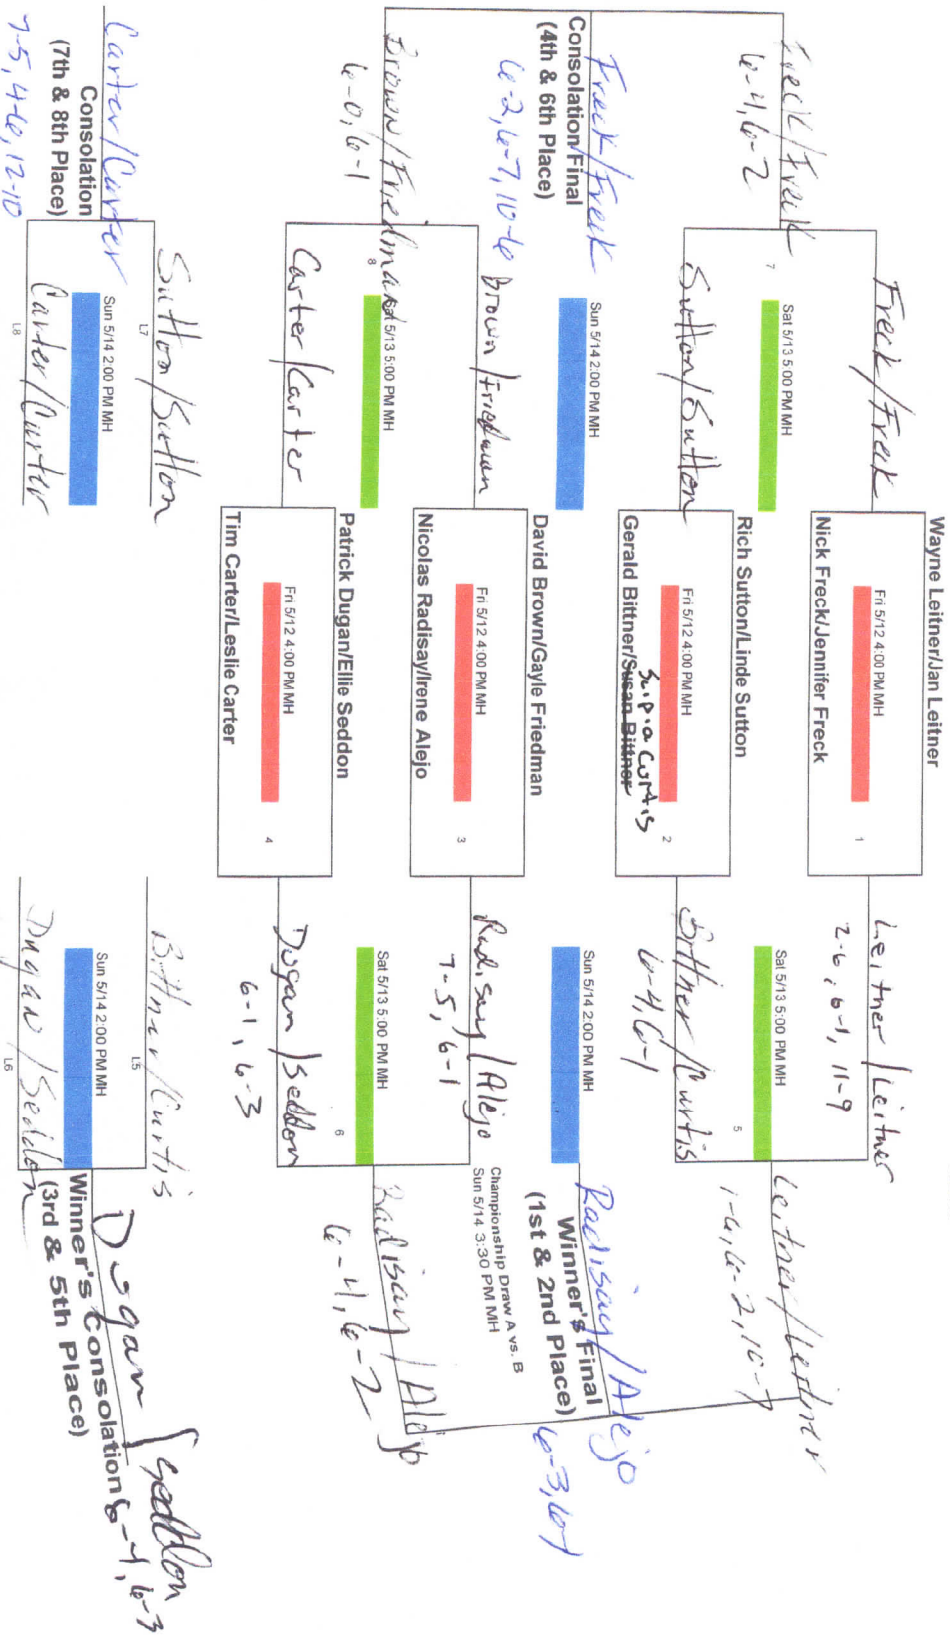 Wayne Leitner/Jan Leitner
Fri 5/12 4:00 PM MH
1
Nick Freck/Jennifer Freck
Rich Sutton/Linde Sutton
Fri 5/12 4:00 PM MH
2
Gerald Bittner/Susan Bittner
Curtis
David Brown/Gayle Friedman
Fri 5/12 4:00 PM MH
3
Nicolas Radisay/Irene Alejo
Patrick Dugan/Ellie Seddon
Fri 5/12 4:00 PM MH
4
Tim Carter/Leslie Carter
Freck/Freck
Sat 5/13 5:00 PM MH
7
Sutton/Sutton
Freck/Freck
6-4, 6-2
Brown/Friedman
Sat 5/13 5:00 PM MH
8
Carter/Carter
Brown/Friedman
6-0, 6-1
Sun 5/14 2:00 PM MH
Freck/Freck
Consolation Final
(4th & 6th Place)
6-2, 6-7, 10-6
Sutton/Sutton
L7
Sun 5/14 2:00 PM MH
Carter/Carter
L8
Carter/Carter
Consolation
(7th & 8th Place)
7-5, 4-6, 12-10
Leitner/Leitner
2-6, 6-1, 11-9
Sat 5/13 5:00 PM MH
5
Bittner/Curtis
6-4, 6-1
Leitner/Leitner
1-6, 6-2, 10-7
Radisay/Alejo
7-5, 6-1
Sat 5/13 5:00 PM MH
6
Dugan/Seddon
6-1, 6-3
Radisay/Alejo
6-4, 6-2
Sun 5/14 2:00 PM MH
Radisay/Alejo
6-3, 6-1
Winner's Final
(1st & 2nd Place)
Championship Draw A vs. B
Sun 5/14 3:30 PM MH
Bittner/Curtis
L5
Sun 5/14 2:00 PM MH
Dugan/Seddon
L6
Dugan/Seddon
6-4, 6-3
Winner's Consolation
(3rd & 5th Place)